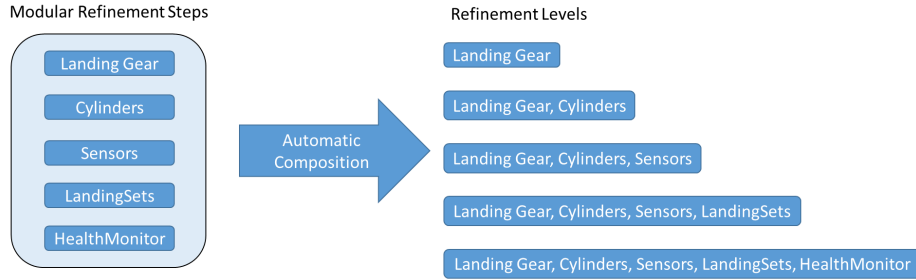 Modular Refinement Steps
Landing Gear
Cylinders
Sensors
LandingSets
HealthMonitor
Automatic
Composition
Refinement Levels
Landing Gear
Landing Gear, Cylinders
Landing Gear, Cylinders, Sensors
Landing Gear, Cylinders, Sensors, LandingSets
Landing Gear, Cylinders, Sensors, LandingSets, HealthMonitor